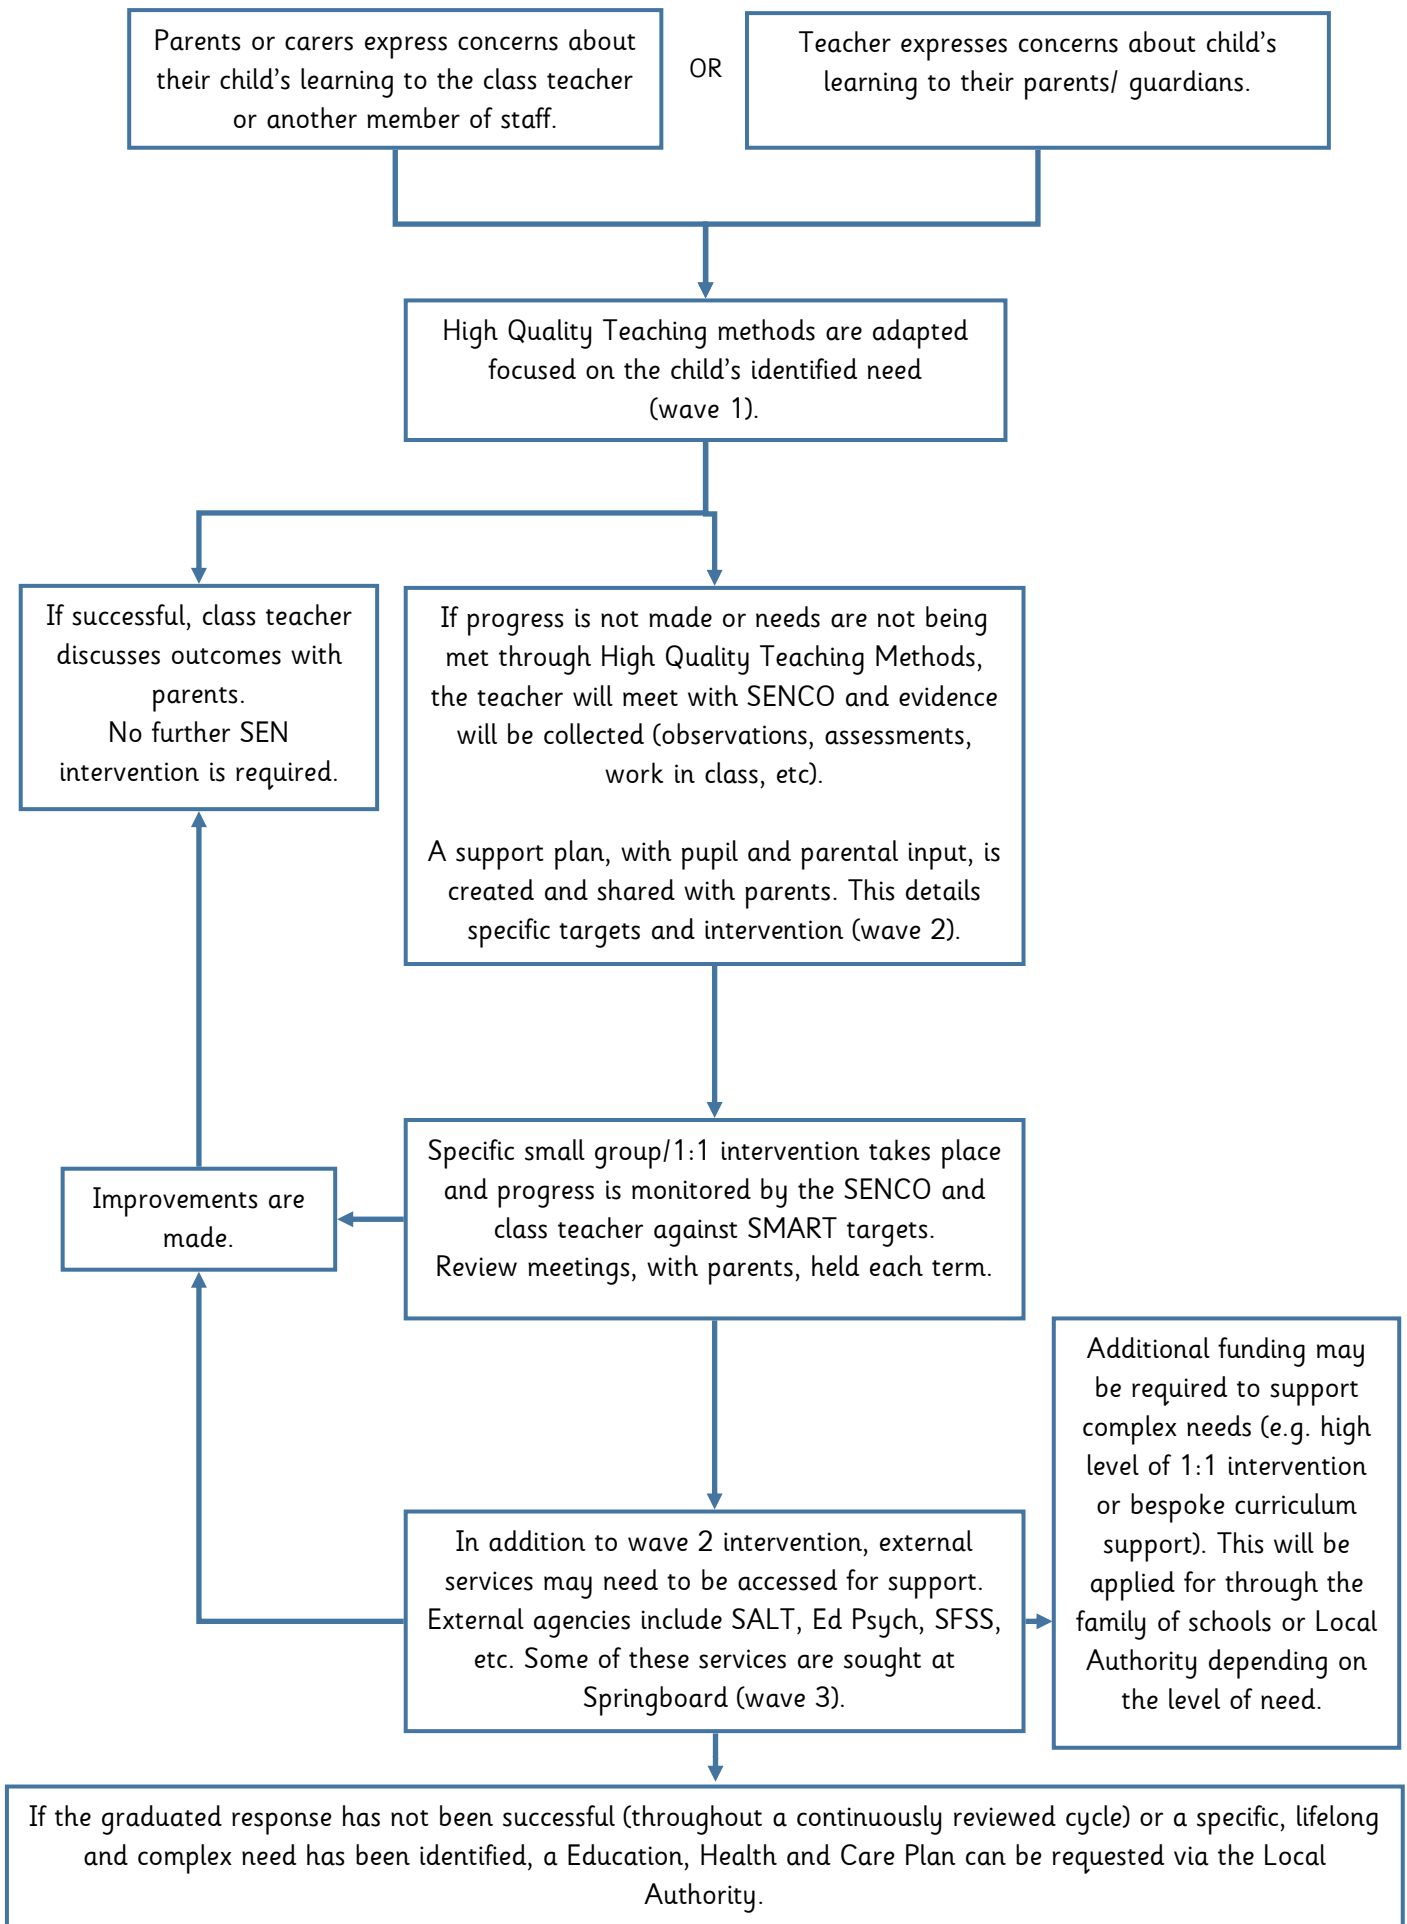 Parents or carers express concerns about
their child's learning to the class teacher
or another member of staff.
OR
Teacher expresses concerns about child's
learning to their parents/ guardians.
High Quality Teaching methods are adapted
focused on the child's identified need
(wave 1).
If successful, class teacher
discusses outcomes with
parents.
No further SEN
intervention is required.
If progress is not made or needs are not being
met through High Quality Teaching Methods,
the teacher will meet with SENCO and evidence
will be collected (observations, assessments,
work in class, etc).
A support plan, with pupil and parental input, is
created and shared with parents. This details
specific targets and intervention (wave 2).
Specific small group/1:1 intervention takes place
and progress is monitored by the SENCO and
class teacher against SMART targets.
Review meetings, with parents, held each term.
Improvements are
made.
In addition to wave 2 intervention, external
services may need to be accessed for support.
External agencies include SALT, Ed Psych, SFSS,
etc. Some of these services are sought at
Springboard (wave 3).
Additional funding may
be required to support
complex needs (e.g. high
level of 1:1 intervention
or bespoke curriculum
support). This will be
applied for through the
family of schools or Local
Authority depending on
the level of need.
If the graduated response has not been successful (throughout a continuously reviewed cycle) or a specific, lifelong
and complex need has been identified, a Education, Health and Care Plan can be requested via the Local
Authority.